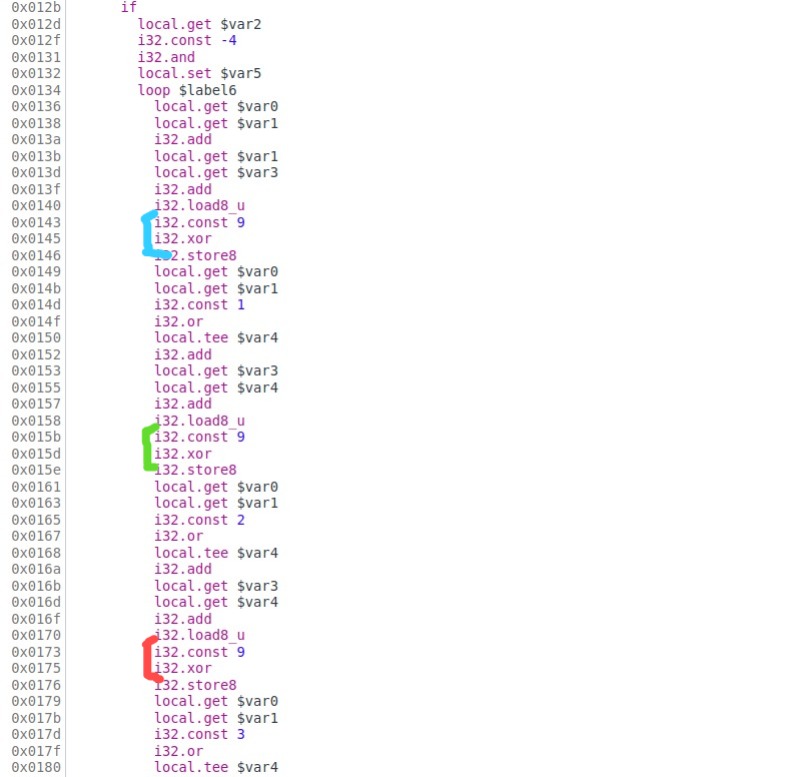 0x012b if
0x012d local.get $var2
0x012f i32.const -4
0x0131 i32.and
0x0132 local.set $var5
0x0134 loop $label6
0x0136 local.get $var0
0x0138 local.get $var1
0x013a i32.add
0x013b local.get $var1
0x013d local.get $var3
0x013f i32.add
0x0140 i32.load8_u
0x0143 i32.const 9
0x0145 i32.xor
0x0146 i32.store8
0x0149 local.get $var0
0x014b local.get $var1
0x014d i32.const 1
0x014f i32.or
0x0150 local.tee $var4
0x0152 i32.add
0x0153 local.get $var3
0x0155 local.get $var4
0x0157 i32.add
0x0158 i32.load8_u
0x015b i32.const 9
0x015d i32.xor
0x015e i32.store8
0x0161 local.get $var0
0x0163 local.get $var1
0x0165 i32.const 2
0x0167 i32.or
0x0168 local.tee $var4
0x016a i32.add
0x016b local.get $var3
0x016d local.get $var4
0x016f i32.add
0x0170 i32.load8_u
0x0173 i32.const 9
0x0175 i32.xor
0x0176 i32.store8
0x0179 local.get $var0
0x017b local.get $var1
0x017d i32.const 3
0x017f i32.or
0x0180 local.tee $var4